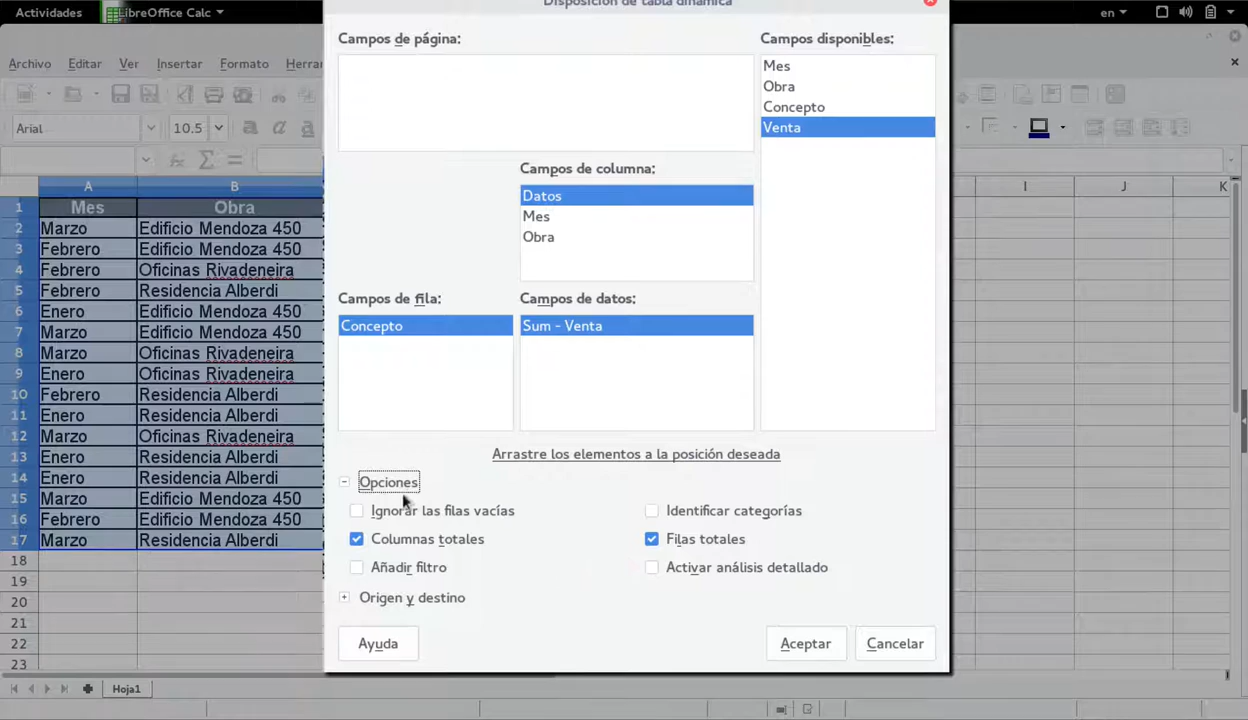 Actividades LibreOffice Calc en
Disposición de tabla dinámica
Archivo Editar Ver Insertar Formato Herrar
Arial 10.5
Campos de página:
Campos disponibles:
Mes
Obra
Concepto
Venta
Campos de columna:
Datos
Mes
Obra
Campos de fila:
Concepto
Campos de datos:
Sum - Venta
Arrastre los elementos a la posición deseada
Opciones
Ignorar las filas vacías Identificar categorías
Columnas totales Filas totales
Añadir filtro Activar análisis detallado
Origen y destino
Ayuda Aceptar Cancelar
A B I J K
1 Mes Obra
2 Marzo Edificio Mendoza 450
3 Febrero Edificio Mendoza 450
4 Febrero Oficinas Rivadeneira
5 Febrero Residencia Alberdi
6 Enero Edificio Mendoza 450
7 Marzo Edificio Mendoza 450
8 Marzo Oficinas Rivadeneira
9 Enero Oficinas Rivadeneira
10 Febrero Residencia Alberdi
11 Enero Residencia Alberdi
12 Marzo Oficinas Rivadeneira
13 Enero Residencia Alberdi
14 Enero Residencia Alberdi
15 Marzo Edificio Mendoza 450
16 Febrero Edificio Mendoza 450
17 Marzo Residencia Alberdi
18
19
20
21
22
23
Hoja1